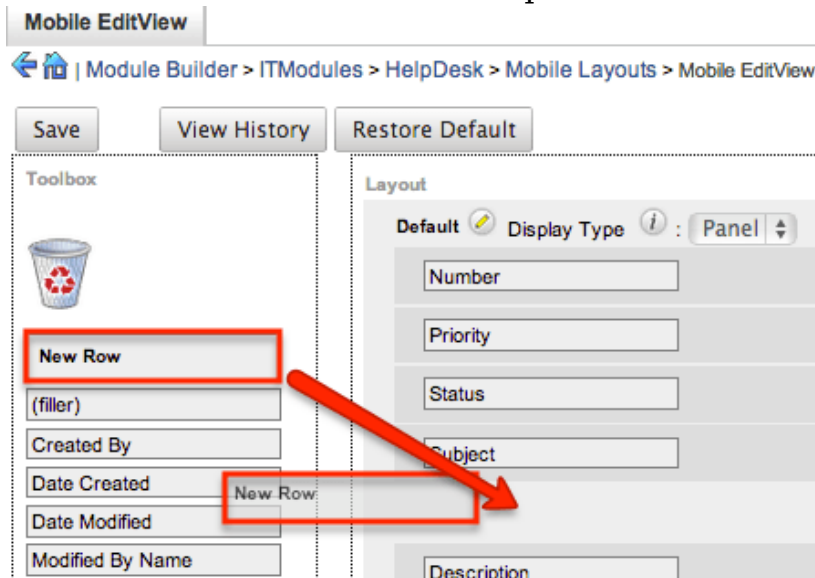 Mobile EditView
| Module Builder > ITModules > HelpDesk > Mobile Layouts > Mobile EditView
Save View History Restore Default
Toolbox
Layout
Default Display Type i : Panel
Number
Priority
New Row
Status
(filler)
Created By
Subject
Date Created
New Row
Date Modified
Modified By Name
Description